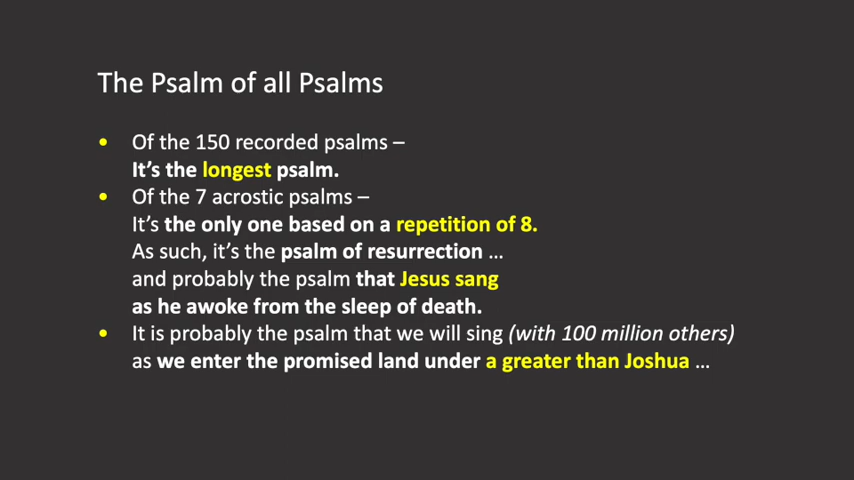 The Psalm of all Psalms
• Of the 150 recorded psalms –
It's the longest psalm.
• Of the 7 acrostic psalms –
It's the only one based on a repetition of 8.
As such, it's the psalm of resurrection …
and probably the psalm that Jesus sang
as he awoke from the sleep of death.
• It is probably the psalm that we will sing (with 100 million others)
as we enter the promised land under a greater than Joshua …